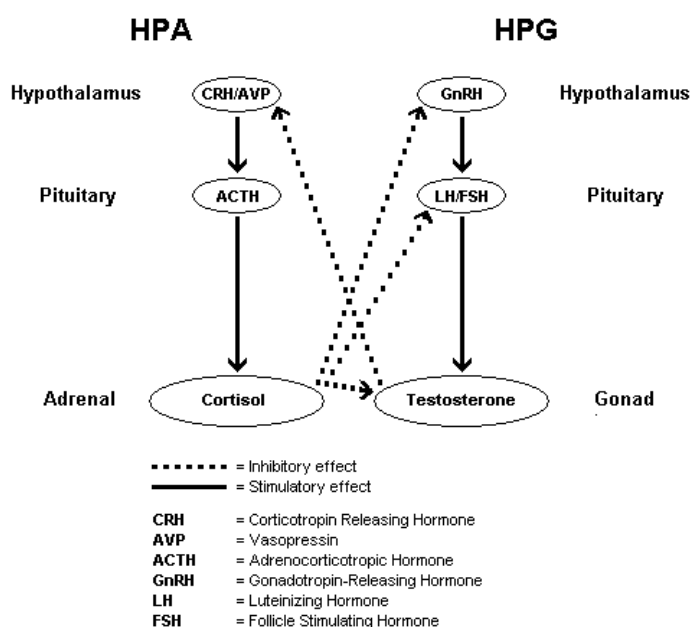 HPA HPG
Hypothalamus CRH/AVP GnRH Hypothalamus
Pituitary ACTH LH/FSH Pituitary
Adrenal Cortisol Testosterone Gonad
= Inhibitory effect
= Stimulatory effect
CRH = Corticotropin Releasing Hormone
AVP = Vasopressin
ACTH = Adrenocorticotropic Hormone
GnRH = Gonadotropin-Releasing Hormone
LH = Luteinizing Hormone
FSH = Follicle Stimulating Hormone